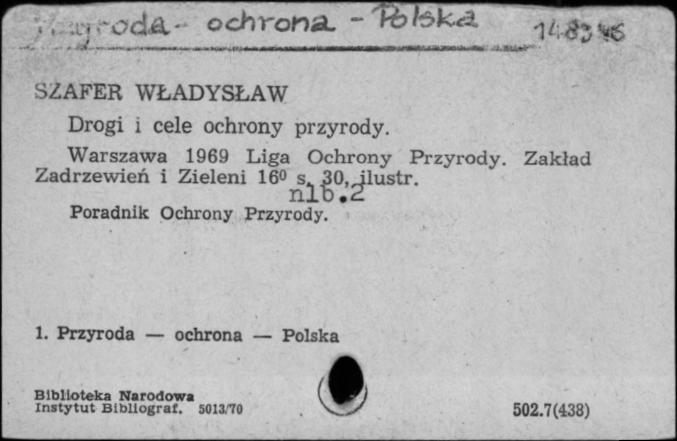 Przyroda - ochrona - Polska
SZAFER WŁADYSŁAW
Drogi i cele ochrony przyrody.
Warszawa 1969 Liga Ochrony Przyrody. Zakład
Zadrzewień i Zieleni 16⁰ s. 30, ilustr.
nlb.2
Poradnik Ochrony Przyrody.
1. Przyroda — ochrona — Polska
Biblioteka Narodowa
Instytut Bibliograf. 5013/70
502.7(438)